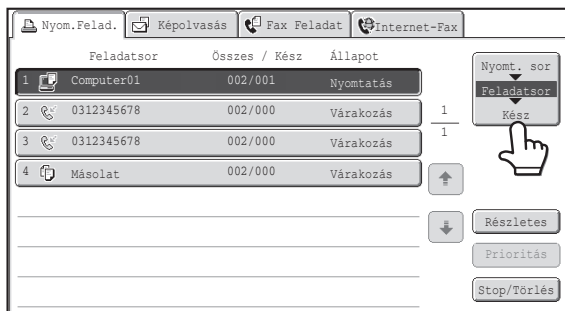 Nyom.Felad. Képolvasás Fax Feladat Internet-Fax
Feladatsor Összes / Kész Állapot
1 Computer01 002/001 Nyomtatás
2 0312345678 002/000 Várakozás
3 0312345678 002/000 Várakozás
4 Másolat 002/000 Várakozás
1
1
Nyomt. sor
Feladatsor
Kész
Részletes
Prioritás
Stop/Törlés